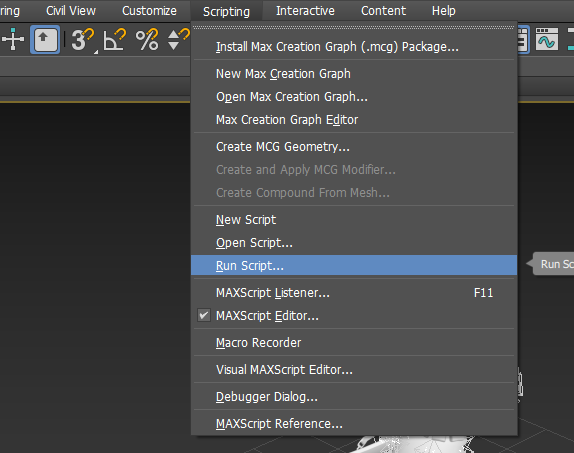 ring Civil View Customize Scripting Interactive Content Help
3 %
Install Max Creation Graph (.mcg) Package...
New Max Creation Graph
Open Max Creation Graph...
Max Creation Graph Editor
Create MCG Geometry...
Create and Apply MCG Modifier...
Create Compound From Mesh...
New Script
Open Script...
Run Script...
Run Sc
MAXScript Listener... F11
MAXScript Editor...
Macro Recorder
Visual MAXScript Editor...
Debugger Dialog...
MAXScript Reference...